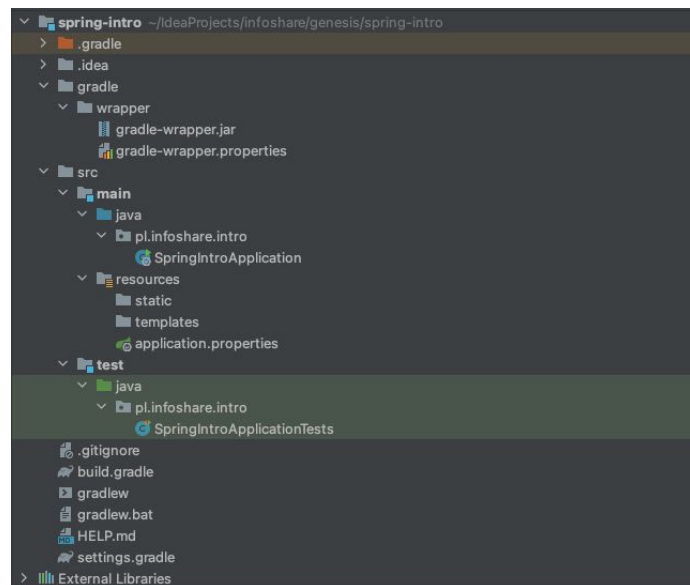 spring-intro ~/IdeaProjects/infoshare/genesis/spring-intro
.gradle
.idea
gradle
wrapper
gradle-wrapper.jar
gradle-wrapper.properties
src
main
java
pl.infoshare.intro
SpringIntroApplication
resources
static
templates
application.properties
test
java
pl.infoshare.intro
SpringIntroApplicationTests
.gitignore
build.gradle
gradlew
gradlew.bat
HELP.md
settings.gradle
External Libraries